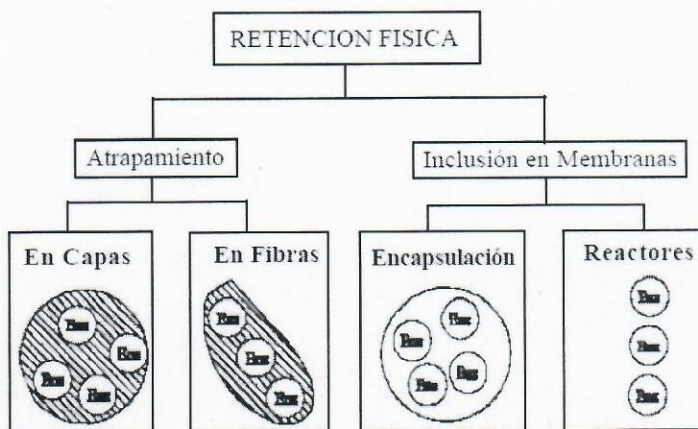 RETENCION FISICA
Atrapamiento
Inclusión en Membranas
En Capas
En Fibras
Encapsulación
Reactores